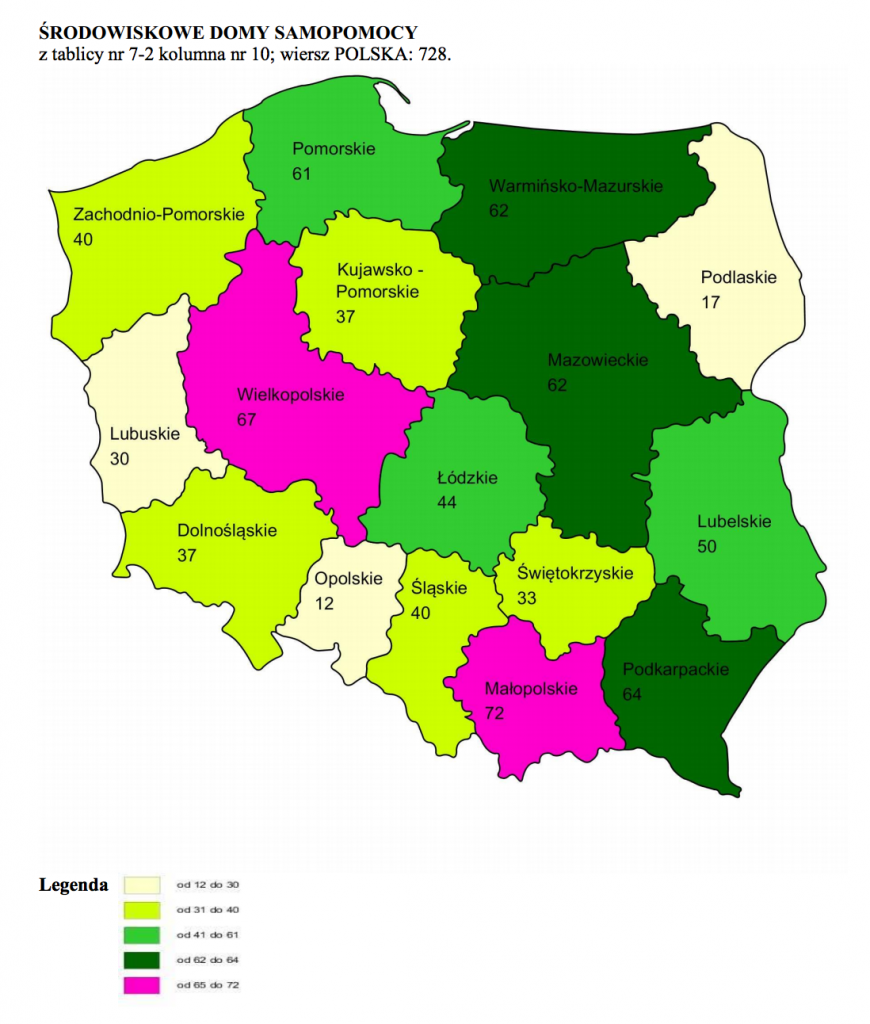 ŚRODOWISKOWE DOMY SAMOPOMOCY
z tablicy nr 7-2 kolumna nr 10; wiersz POLSKA: 728.
Pomorskie
61
Warmińsko-Mazurskie
62
Zachodnio-Pomorskie
40
Kujawsko -
Pomorskie
37
Podlaskie
17
Mazowieckie
62
Wielkopolskie
67
Lubuskie
30
Łódzkie
44
Lubelskie
50
Dolnośląskie
37
Opolskie
12
Śląskie
40
Świętokrzyskie
33
Podkarpackie
64
Małopolskie
72
Legenda
od 12 do 30
od 31 do 40
od 41 do 61
od 62 do 64
od 65 do 72